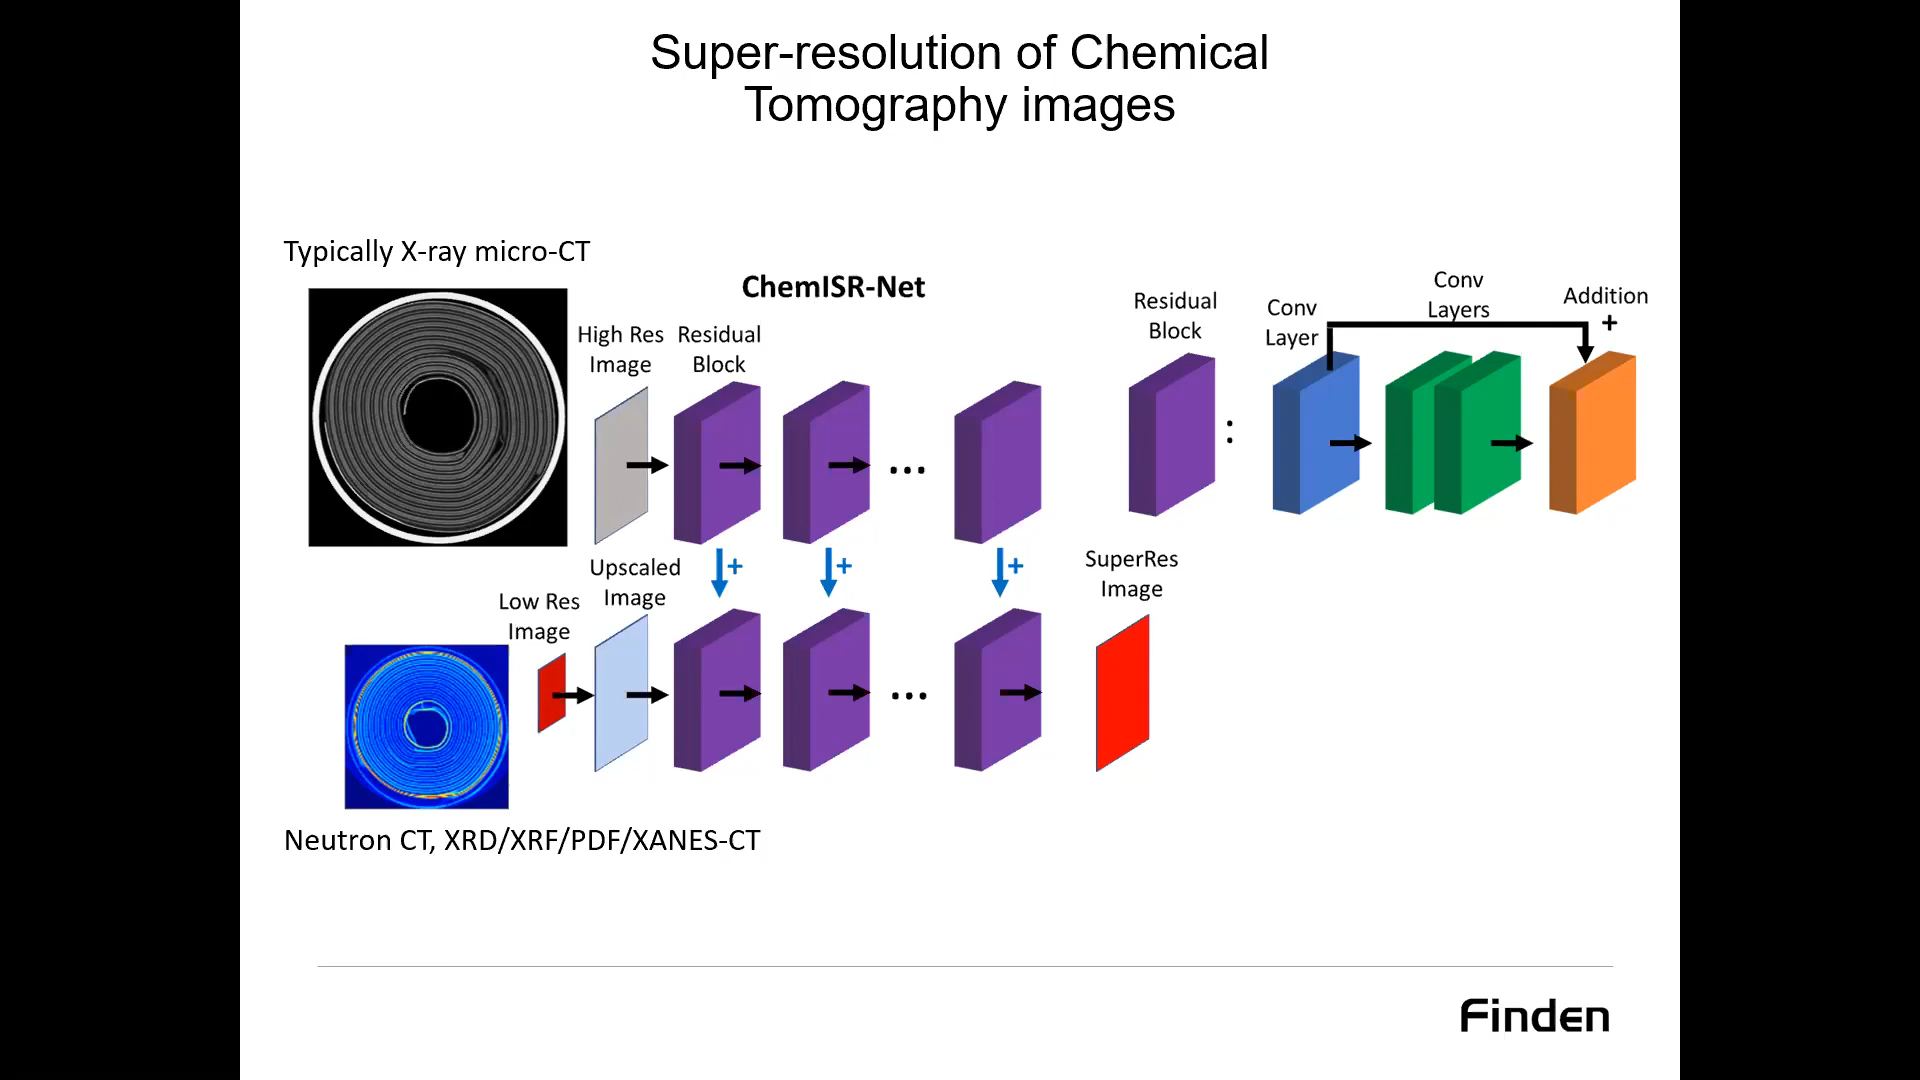 Super-resolution of Chemical
Tomography images
Typically X-ray micro-CT
ChemISR-Net
High Res
Image
Residual
Block
Residual
Block
:
Conv
Layer
Conv
Layers
Addition
+
...
+
+
+
Low Res
Image
Upscaled
Image
SuperRes
Image
...
Neutron CT, XRD/XRF/PDF/XANES-CT
Finden